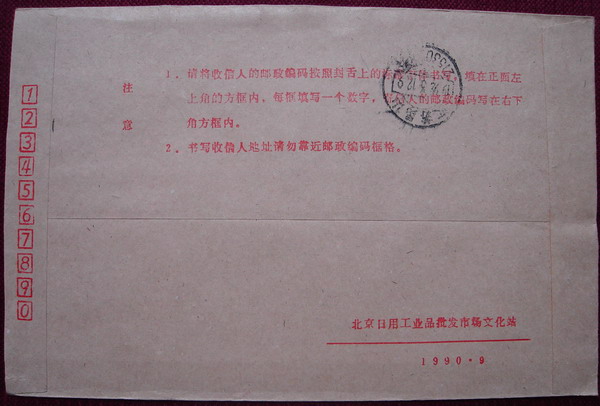 注意
1、请将收信人的邮政编码按照封舌上的 书写，填在正面左
上角的方框内，每框填写一个数字，寄信人的邮政编码写在右下
角方框内。
2、书写收信人地址请勿靠近邮政编码框格。
1
2
3
4
5
6
7
8
9
0
北京日用工业品批发市场文化站
1990·9